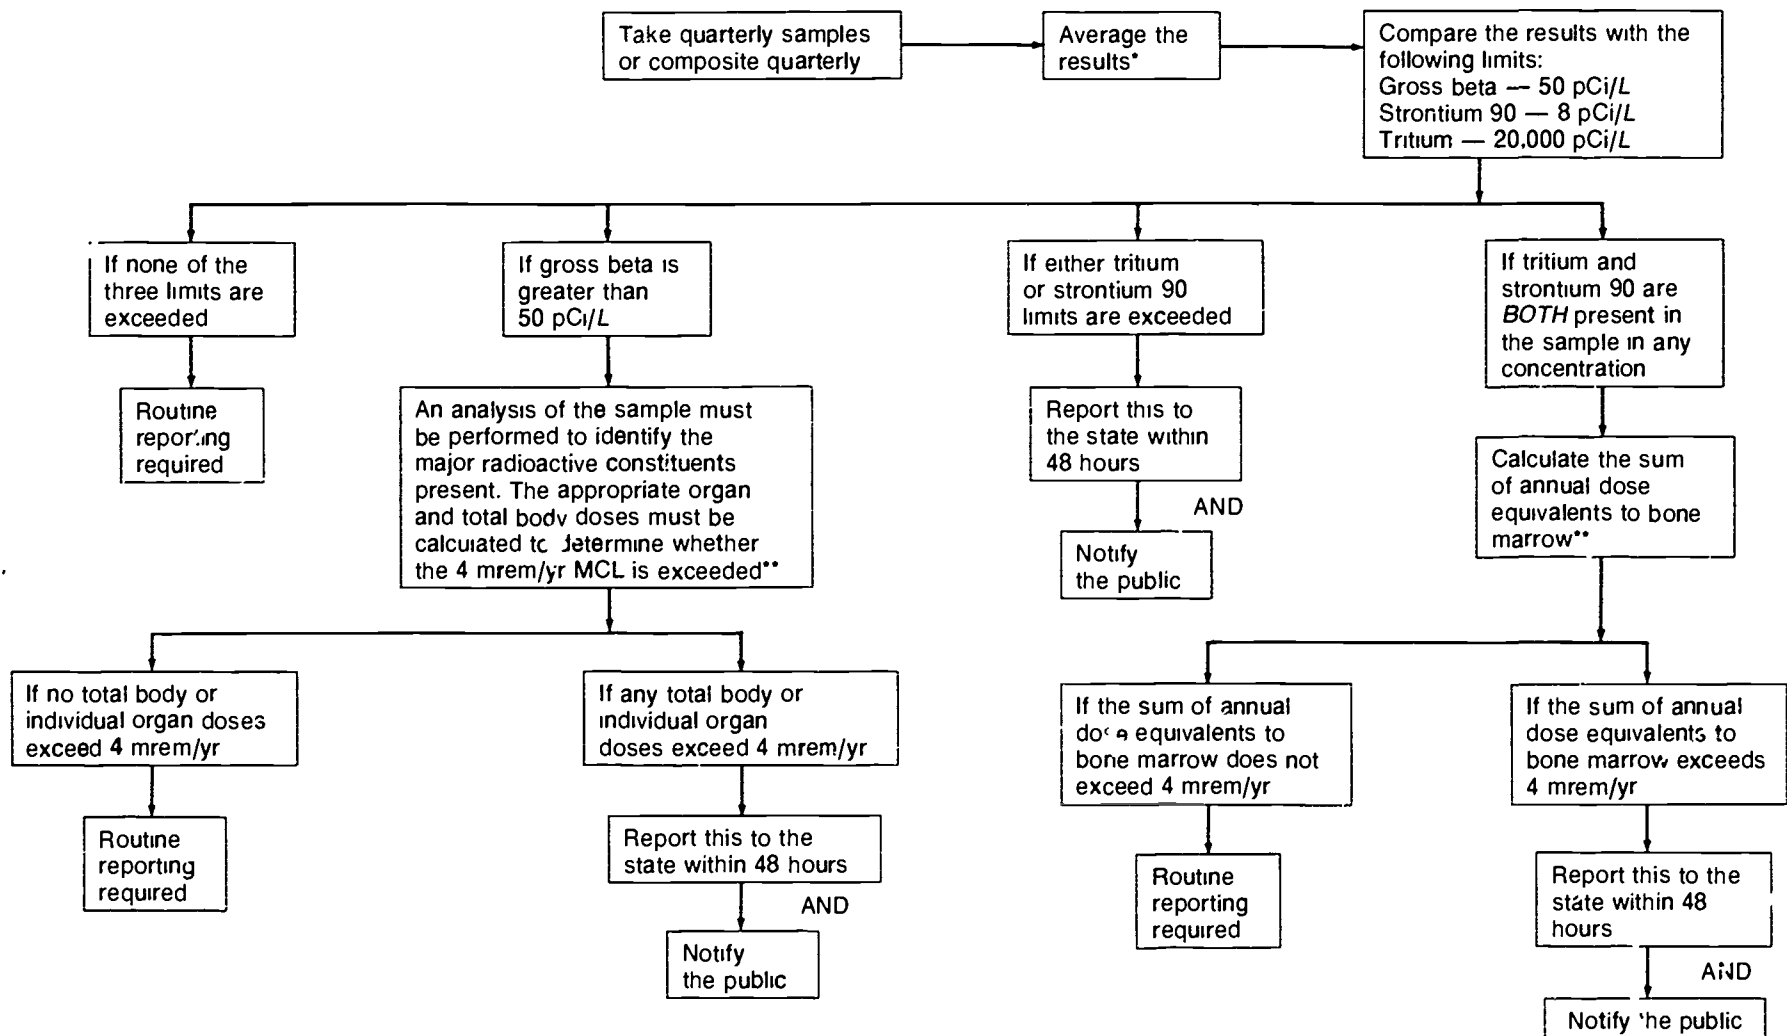 Take quarterly samples
or composite quarterly
Average the
results*
Compare the results with the
following limits:
Gross beta — 50 pCi/L
Strontium 90 — 8 pCi/L
Tritium — 20,000 pCi/L
If none of the
three limits are
exceeded
If gross beta is
greater than
50 pCi/L
If either tritium
or strontium 90
limits are exceeded
If tritium and
strontium 90 are
BOTH present in
the sample in any
concentration
Routine
reporting
required
An analysis of the sample must
be performed to identify the
major radioactive constituents
present. The appropriate organ
and total body doses must be
calculated to determine whether
the 4 mrem/yr MCL is exceeded**
Report this to
the state within
48 hours
AND
Notify
the public
Calculate the sum
of annual dose
equivalents to bone
marrow**
If no total body or
individual organ doses
exceed 4 mrem/yr
If any total body or
individual organ
doses exceed 4 mrem/yr
If the sum of annual
dose equivalents to
bone marrow does not
exceed 4 mrem/yr
If the sum of annual
dose equivalents to
bone marrow exceeds
4 mrem/yr
Routine
reporting
required
Report this to the
state within 48 hours
AND
Notify
the public
Routine
reporting
required
Report this to the
state within 48
hours
AND
Notify the public